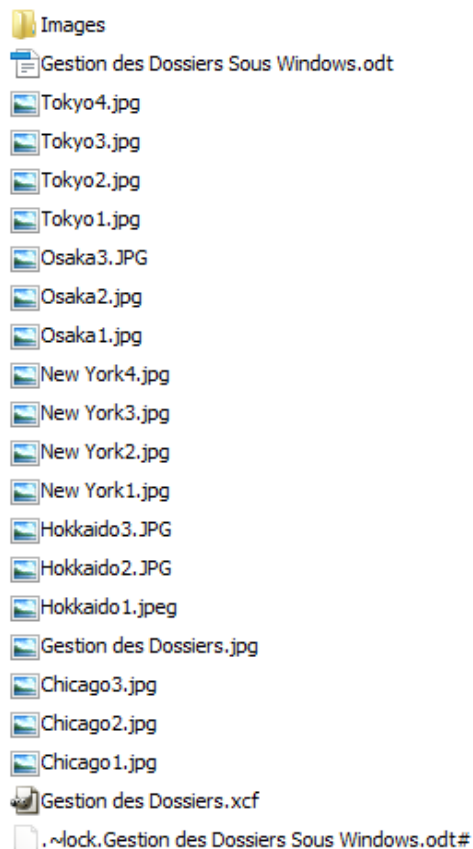 Images
Gestion des Dossiers Sous Windows.odt
Tokyo4.jpg
Tokyo3.jpg
Tokyo2.jpg
Tokyo1.jpg
Osaka3.JPG
Osaka2.jpg
Osaka1.jpg
New York4.jpg
New York3.jpg
New York2.jpg
New York1.jpg
Hokkaido3.JPG
Hokkaido2.JPG
Hokkaido1.jpeg
Gestion des Dossiers.jpg
Chicago3.jpg
Chicago2.jpg
Chicago1.jpg
Gestion des Dossiers.xcf
.~lock.Gestion des Dossiers Sous Windows.odt#